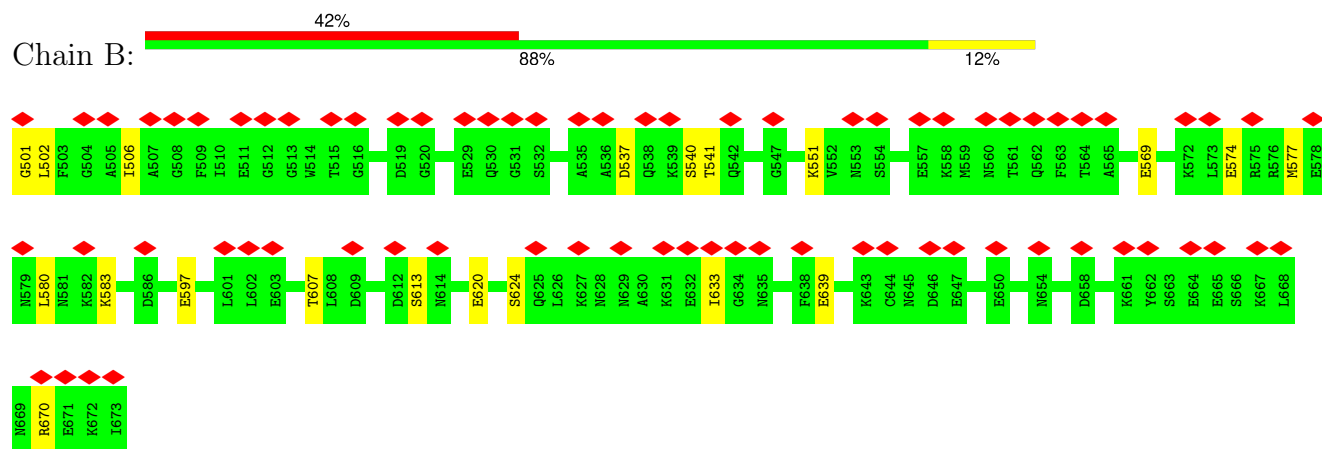 42%
Chain B:
88% 12%
G501 L502 F503 G504 A505 I506 A507 G508 F509 I510 E511 G512 G513 W514 T515 G516 D519 G520 E529 Q530 G531 S532 A535 A536 D537 Q538 K539 S540 T541 Q542 G547 K551 V552 N553 S554 E557 K558 M559 N560 T561 Q562 F563 T564 A565 E569 K572 L573 E574 R575 R576 M577 E578
N579 L580 N581 K582 K583 D586 E597 L601 L602 E603 T607 L608 D609 D612 S613 N614 E620 S624 Q625 L626 K627 N628 N629 A630 K631 E632 I633 G634 N635 F638 E639 K643 C644 N645 D646 E647 E650 N654 D658 K661 Y662 S663 E664 E665 S666 K667 L668
N669 R670 E671 K672 I673